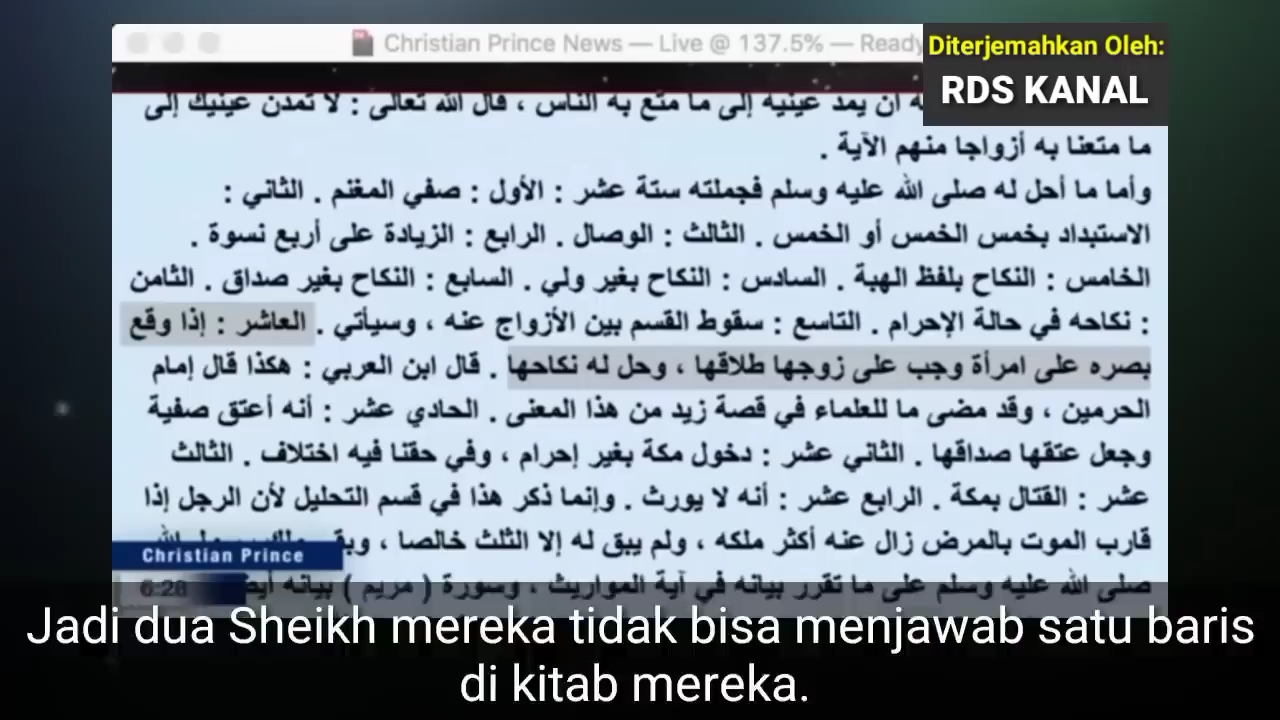 Christian Prince News — Live @ 137.5% — Ready
Diterjemahkan Oleh:
RDS KANAL
ان يمد عينيه إلى ما متع به الناس ، قال الله تعالى : لا تمدن عينيك إلى
ما متعنا به أزواجا منهم الآية .
وأما ما أحل له صلى الله عليه وسلم فجملته ستة عشر : الأول : صفي المغنم . الثاني :
الاستبداد بخمس الخمس أو الخمس . الثالث : الوصال . الرابع : الزيادة على أربع نسوة .
الخامس : النكاح بلفظ الهبة . السادس : النكاح بغير ولي . السابع : النكاح بغير صداق . الثامن
: نكاحه في حالة الإحرام . التاسع : سقوط القسم بين الأزواج عنه ، وسيأتي . العاشر : إذا وقع
بصره على امرأة وجب على زوجها طلاقها ، وحل له نكاحها . قال ابن العربي : هكذا قال إمام
الحرمين ، وقد مضى ما للعلماء في قصة زيد من هذا المعنى . الحادي عشر : أنه أعتق صفية
وجعل عتقها صداقها . الثاني عشر : دخول مكة بغير إحرام ، وفي حقنا فيه اختلاف . الثالث
عشر : القتال بمكة . الرابع عشر : أنه لا يورث . وإنما ذكر هذا في قسم التحليل لأن الرجل إذا
قارب الموت بالمرض زال عنه أكثر ملكه ، ولم يبق له إلا الثلث خالصا ،
صلى الله عليه وسلم على ما تقرر بيانه في آية المواريث ، وسورة ( مريم ) بيانه
Christian Prince
6:28
Jadi dua Sheikh mereka tidak bisa menjawab satu baris
di kitab mereka.